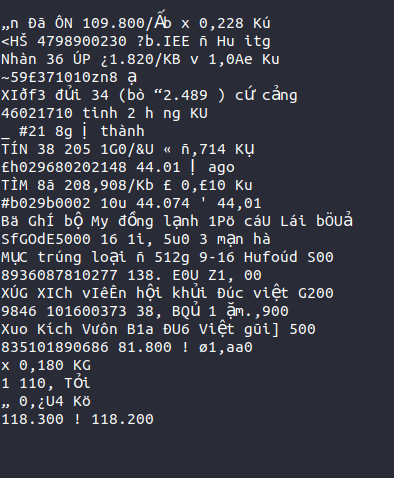 „n Đã ÔN 109.800/Ấb x 0,228 Kú
<HŠ 4798900230 ?b.IEE ñ Hu itg
Nhàn 36 ÚP ¿1.820/KB v 1,0Ae Ku
~59£371010zn8 ạ
XIðf3 đửi 34 (bò “2.489 ) cứ cảng
46021710 tinh 2 h ng KU
_ #21 8g ị thành
TÍN 38 205 1G0/&U « ñ,714 Kụ
£h029680202148 44.01 Ị ago
TÌM 8ã 208,908/Kb £ 0,£10 Ku
#b029b0002 10u 44.074 ' 44,01
Bä GhÍ bộ My đồng lạnh 1Pö cáU Lái bÖUả
SfGOdE5000 16 1i, 5u0 3 mạn hà
MỤC trúng loại ñ 512g 9-16 Hufoúd S00
8936087810277 138. E0U Z1, 00
XÚG XICh vIêÊn hội khửi Đúc việt G200
9846 101600373 38, BQỦ 1 ặm.,900
Xuo Kích Vườn B1a ĐU6 Việt gūi] 500
835101890686 81.800 ! ø1,aa0
x 0,180 KG
1 110, Tỏi
„ 0,¿U4 Kö
118.300 ! 118.200